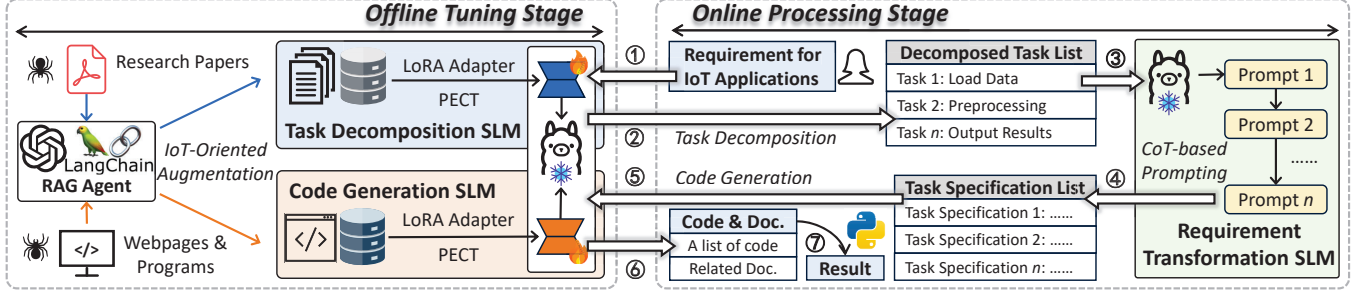 Offline Tuning Stage
Online Processing Stage
Research Papers
LangChain
RAG Agent
IoT-Oriented
Augmentation
Webpages &
Programs
</>
LoRA Adapter
PECT
Task Decomposition SLM
Code Generation SLM
</>
LoRA Adapter
PECT
①
Requirement for
IoT Applications
②
Task Decomposition
Decomposed Task List
Task 1: Load Data
Task 2: Preprocessing
Task n: Output Results
③
Prompt 1
Prompt 2
......
Prompt n
CoT-based
Prompting
Requirement
Transformation SLM
④
Task Specification List
Task Specification 1: ......
Task Specification 2: ......
Task Specification n: ......
⑤
Code Generation
⑥
Code & Doc.
A list of code
Related Doc.
⑦
Result